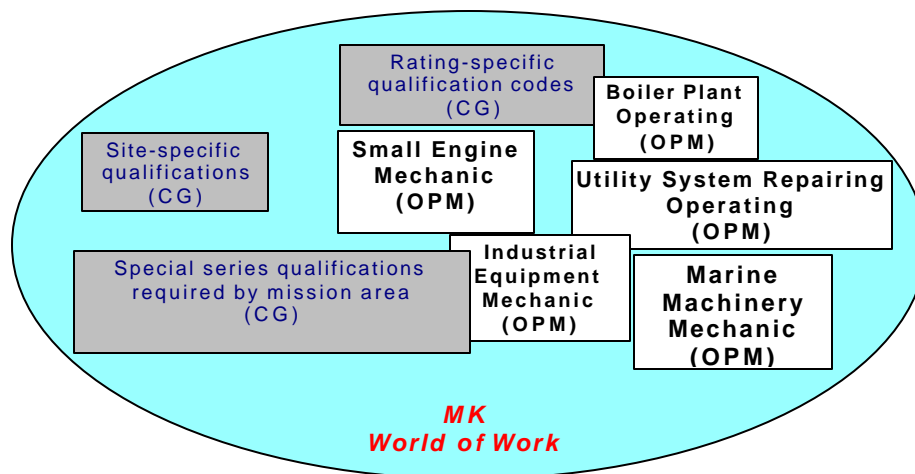 Rating-specific
qualification codes
(CG)
Boiler Plant
Operating
(OPM)
Site-specific
qualifications
(CG)
Small Engine
Mechanic
(OPM)
Utility System Repairing
Operating
(OPM)
Special series qualifications
required by mission area
(CG)
Industrial
Equipment
Mechanic
(OPM)
Marine
Machinery
Mechanic
(OPM)
MK
World of Work